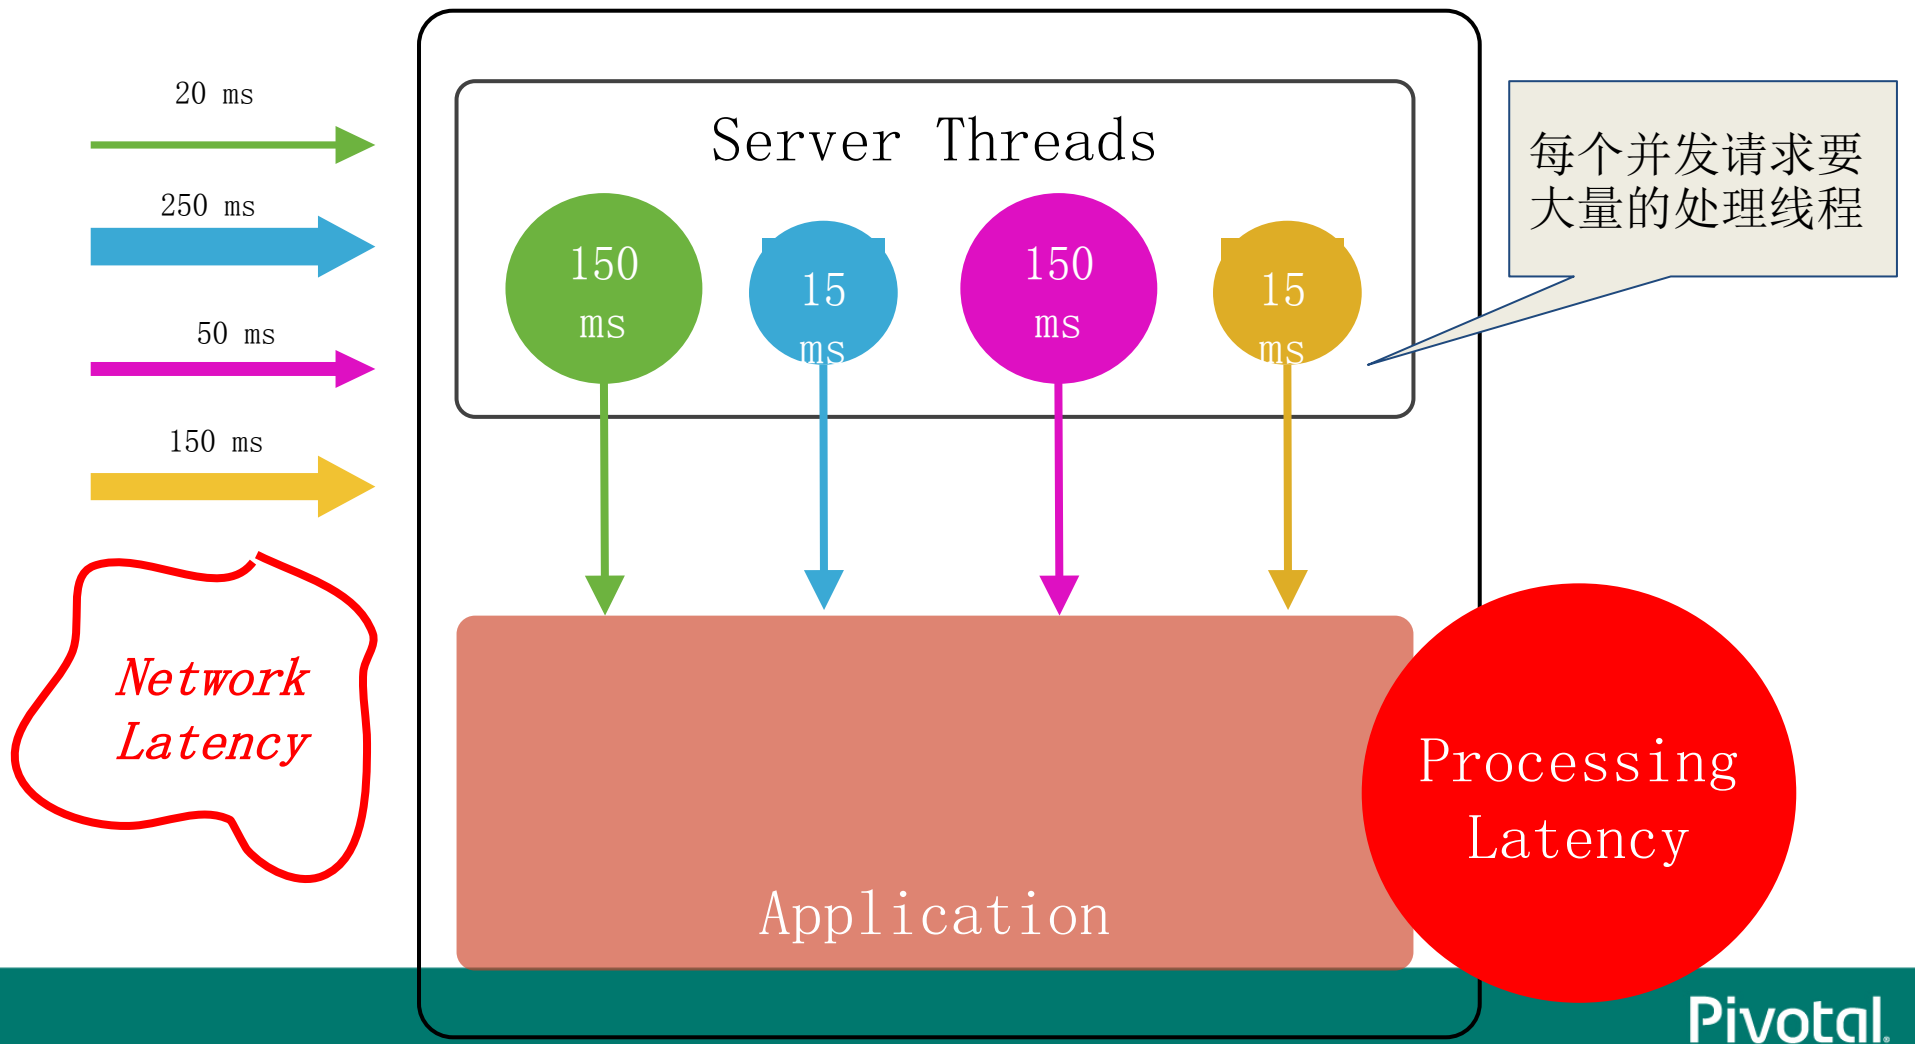 20 ms
250 ms
50 ms
150 ms
Network
Latency
Server Threads
150
ms
15
ms
150
ms
15
ms
每个并发请求要
大量的处理线程
Application
Processing
Latency
Pivotal.